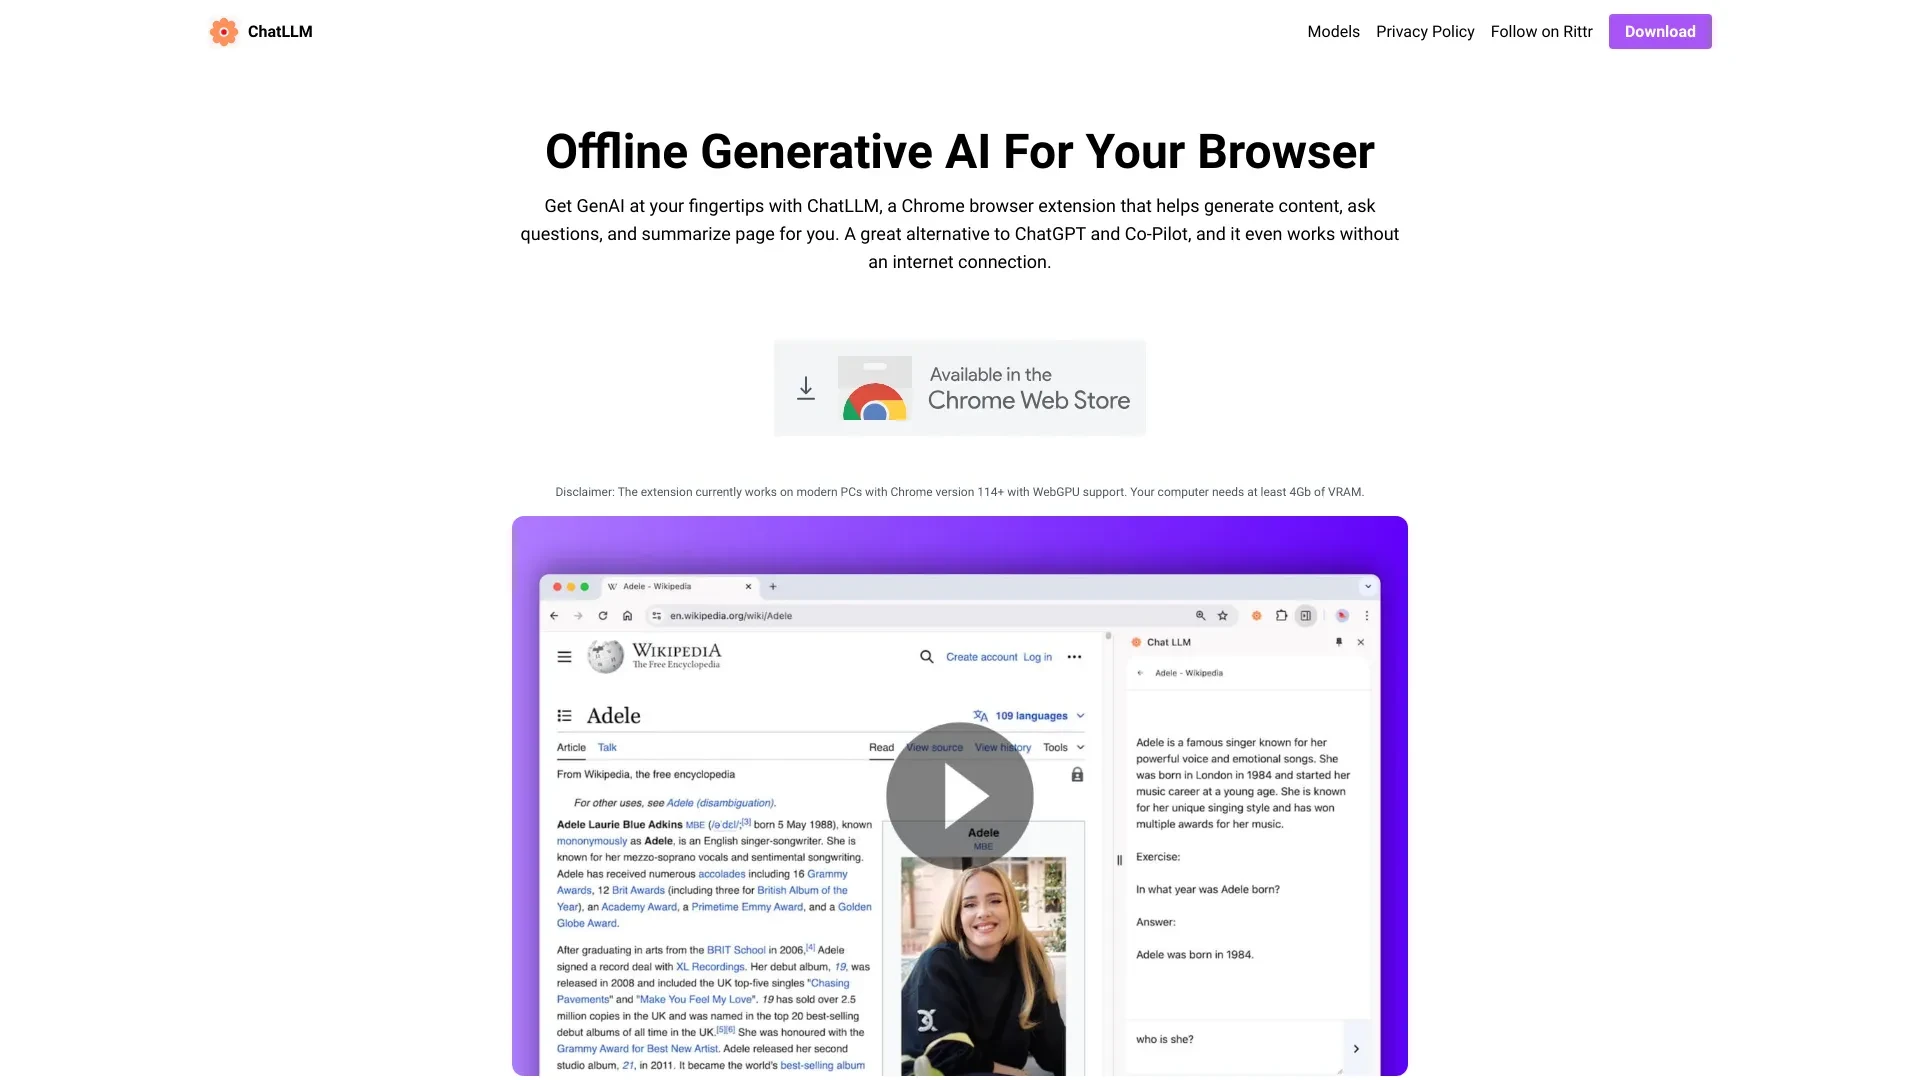 ChatLLM
Models
Privacy Policy
Follow on Rittr
Download
Offline Generative AI For Your Browser
Get GenAI at your fingertips with ChatLLM, a Chrome browser extension that helps generate content, ask
questions, and summarize page for you. A great alternative to ChatGPT and Co-Pilot, and it even works without
an internet connection.
Available in the
Chrome Web Store
Disclaimer: The extension currently works on modern PCs with Chrome version 114+ with WebGPU support. Your computer needs at least 4Gb of VRAM.
Adele - Wikipedia
en.wikipedia.org/wiki/Adele
WIKIPEDIA
The Free Encyclopedia
Create account Log in
Adele
109 languages
Article Talk
Read View source View history Tools
From Wikipedia, the free encyclopedia
For other uses, see Adele (disambiguation).
Adele Laurie Blue Adkins MBE (/əˈdɛl/;[3] born 5 May 1988), known
mononymously as Adele, is an English singer-songwriter. She is
known for her mezzo-soprano vocals and sentimental songwriting.
Adele has received numerous accolades including 16 Grammy
Awards, 12 Brit Awards (including three for British Album of the
Year), an Academy Award, a Primetime Emmy Award, and a Golden
Globe Award.
After graduating in arts from the BRIT School in 2006,[4] Adele
signed a record deal with XL Recordings. Her debut album, 19, was
released in 2008 and included the UK top-five singles "Chasing
Pavements" and "Make You Feel My Love". 19 has sold over 2.5
million copies in the UK and was named in the top 20 best-selling
debut albums of all time in the UK.[5][6] She was honoured with the
Grammy Award for Best New Artist. Adele released her second
studio album, 21, in 2011. It became the world's best-selling album
Adele
MBE
Chat LLM
Adele - Wikipedia
Adele is a famous singer known for her
powerful voice and emotional songs. She
was born in London in 1984 and started her
music career at a young age. She is known
for her unique singing style and has won
multiple awards for her music.
Exercise:
In what year was Adele born?
Answer:
Adele was born in 1984.
who is she?